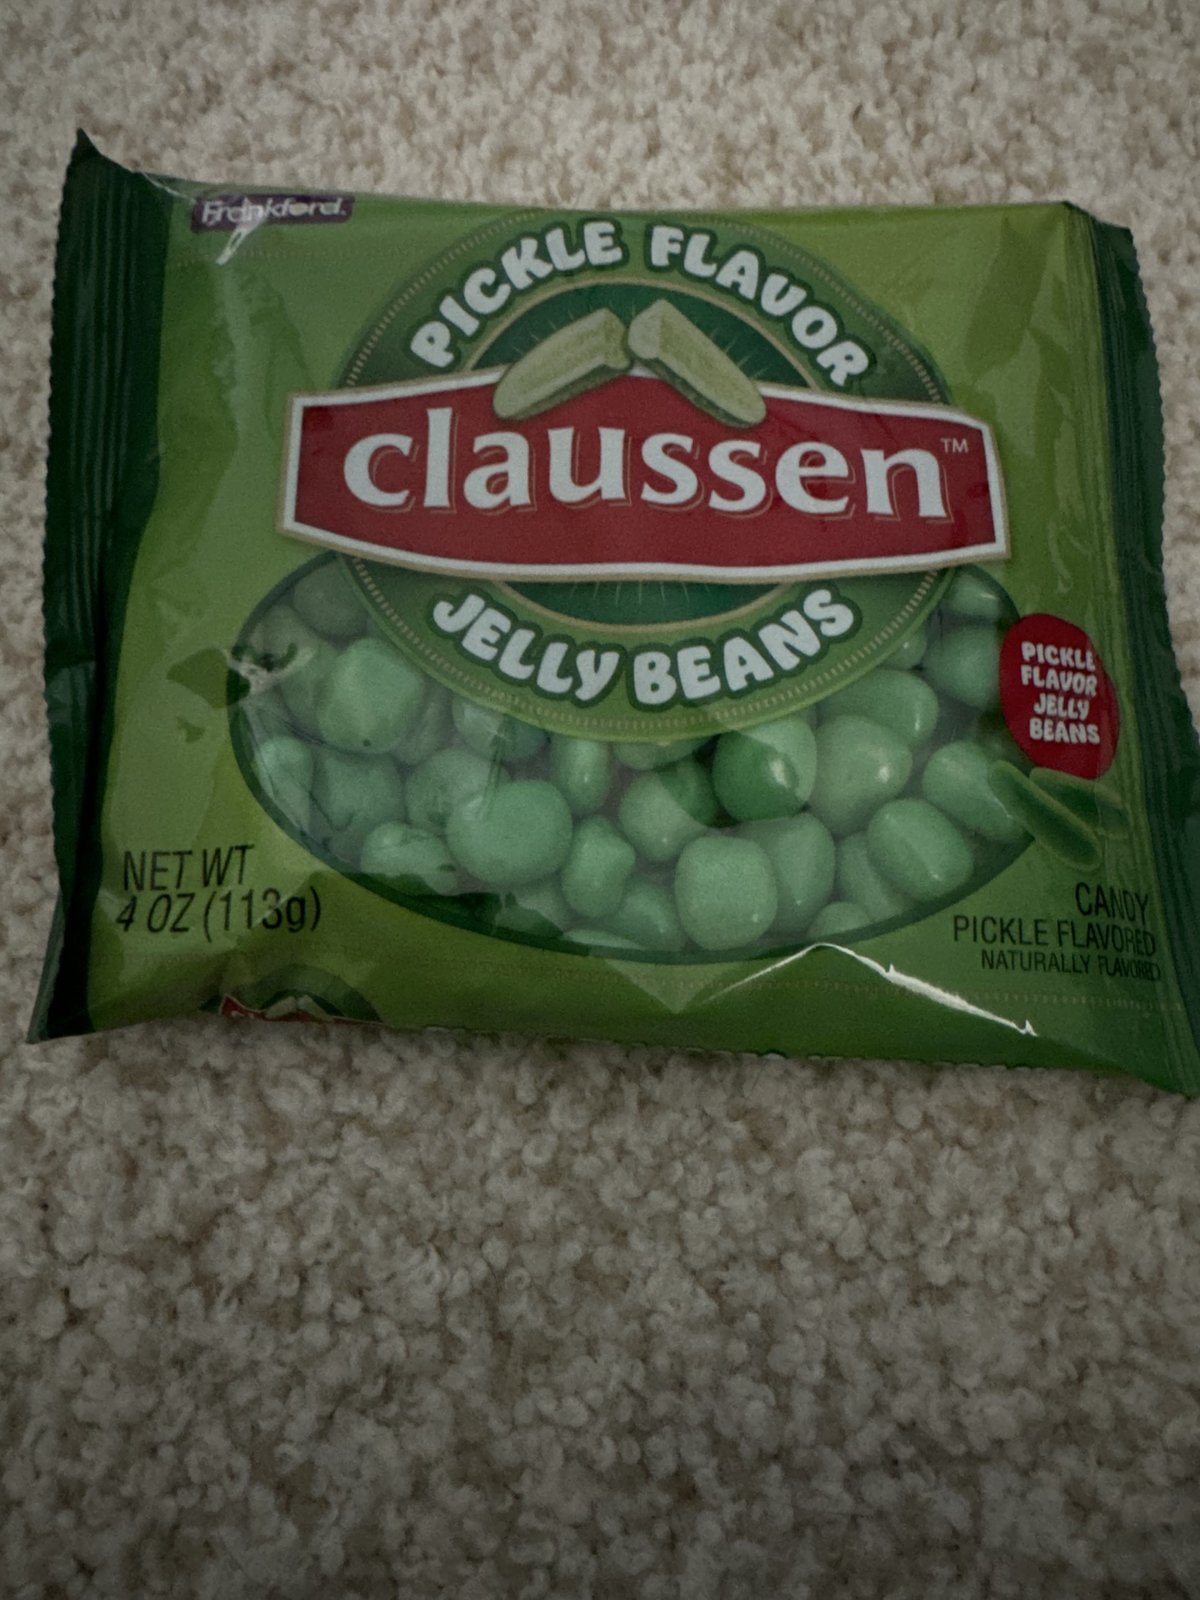 Frankford.
PICKLE FLAVOR
claussen™
JELLY BEANS
PICKLE
FLAVOR
JELLY
BEANS
NET WT
4 OZ (113g)
CANDY
PICKLE FLAVORED
NATURALLY FLAVORED